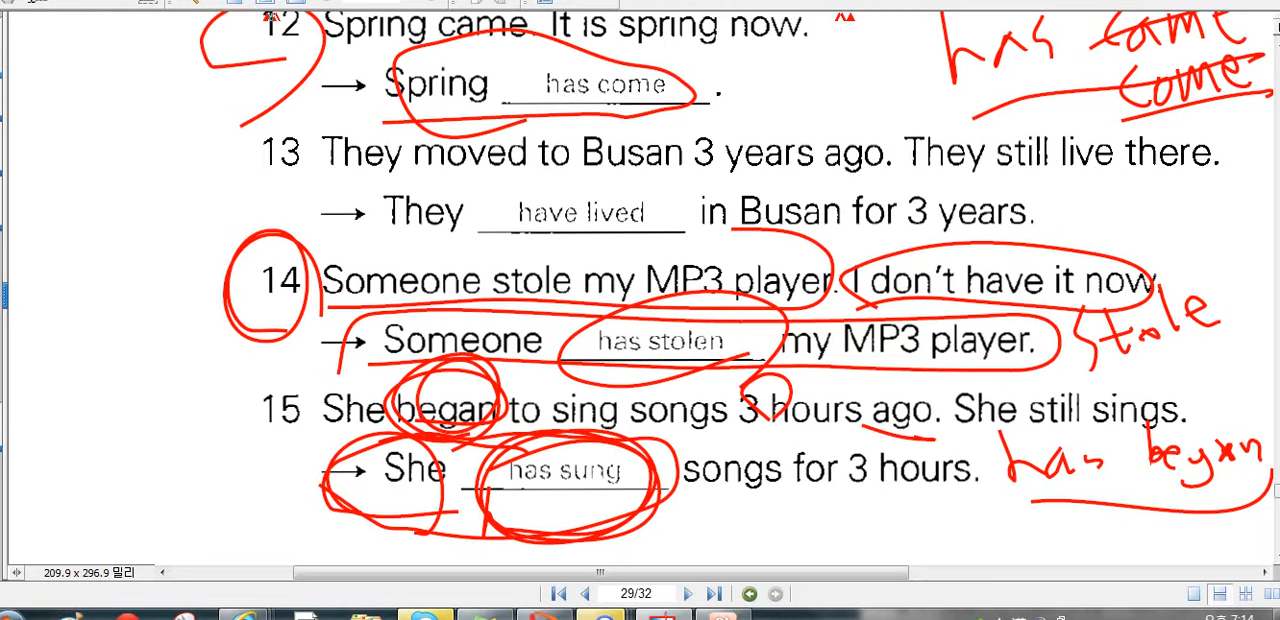 12 Spring came. It is spring now.
has came
come
→ Spring has come .
13 They moved to Busan 3 years ago. They still live there.
→ They have lived in Busan for 3 years.
14 Someone stole my MP3 player. I don't have it now.
→ Someone has stolen my MP3 player.
stole
15 She began to sing songs 3 hours ago. She still sings.
→ She has sung songs for 3 hours.
has
209.9 x 296.9 밀리
29/32
오후 7:14